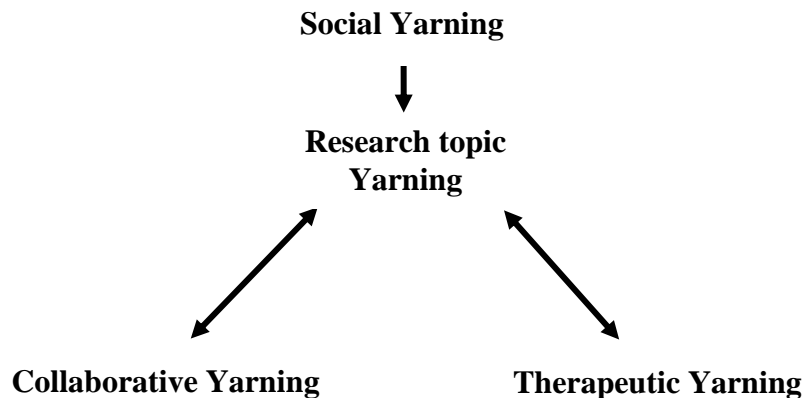 Social Yarning
Research topic
Yarning
Collaborative Yarning
Therapeutic Yarning